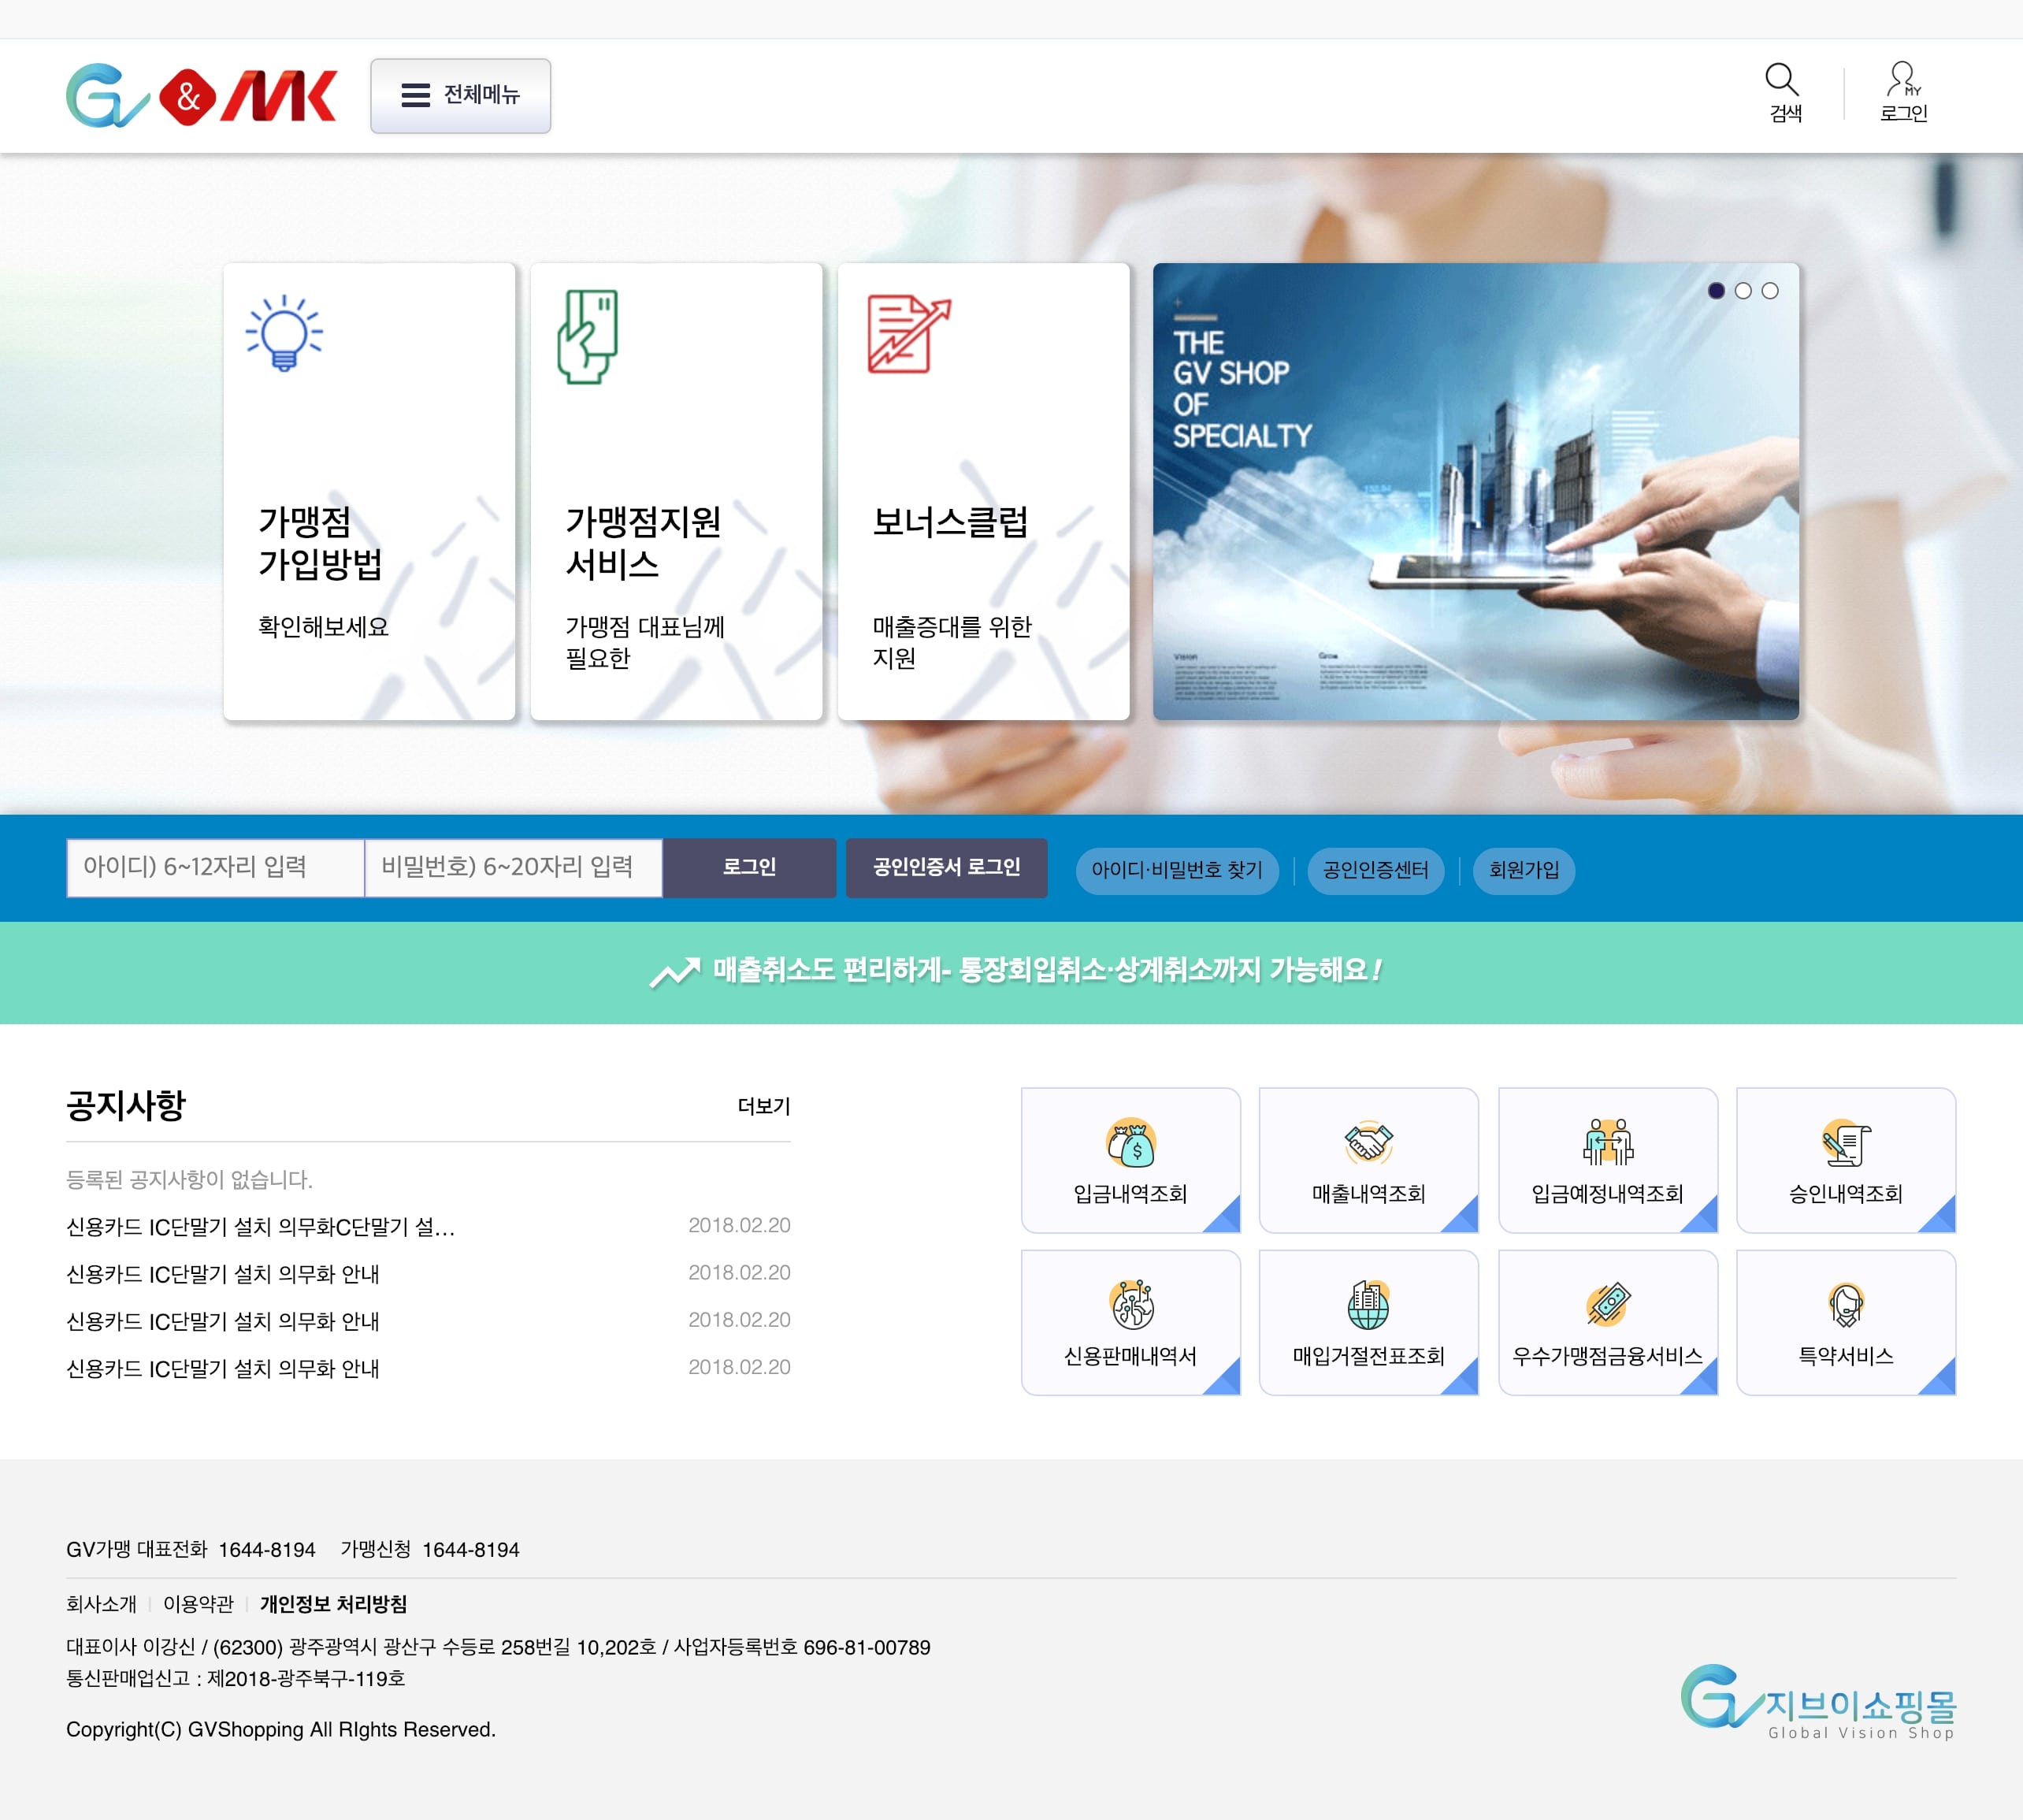 GV & MK
전체메뉴
검색
MY
로그인
가맹점
가입방법
확인해보세요
가맹점지원
서비스
가맹점 대표님께
필요한
보너스클럽
매출증대를 위한
지원
THE
GV SHOP
OF
SPECIALTY
Vision
Grow
아이디) 6~12자리 입력
비밀번호) 6~20자리 입력
로그인
공인인증서 로그인
아이디·비밀번호 찾기
공인인증센터
회원가입
매출취소도 편리하게- 통장회입취소·상계취소까지 가능해요!
공지사항
더보기
등록된 공지사항이 없습니다.
신용카드 IC단말기 설치 의무화C단말기 설… 2018.02.20
신용카드 IC단말기 설치 의무화 안내 2018.02.20
신용카드 IC단말기 설치 의무화 안내 2018.02.20
신용카드 IC단말기 설치 의무화 안내 2018.02.20
입금내역조회
매출내역조회
입금예정내역조회
승인내역조회
신용판매내역서
매입거절전표조회
우수가맹점금융서비스
특약서비스
GV가맹 대표전화 1644-8194 가맹신청 1644-8194
회사소개 이용약관 개인정보 처리방침
대표이사 이강신 / (62300) 광주광역시 광산구 수등로 258번길 10,202호 / 사업자등록번호 696-81-00789
통신판매업신고 : 제2018-광주북구-119호
Copyright(C) GVShopping All RIghts Reserved.
GV지브이쇼핑몰
Global Vision Shop